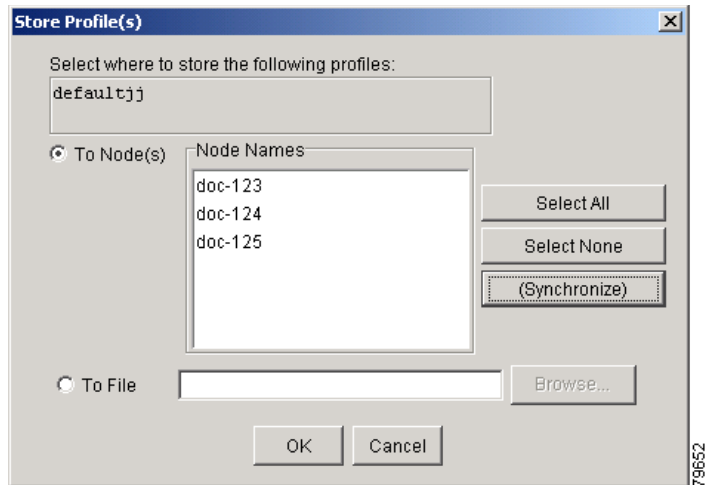 Store Profile(s)
Select where to store the following profiles:
defaultjj
To Node(s)
Node Names
doc-123
doc-124
doc-125
Select All
Select None
(Synchronize)
To File
Browse...
OK
Cancel
79652